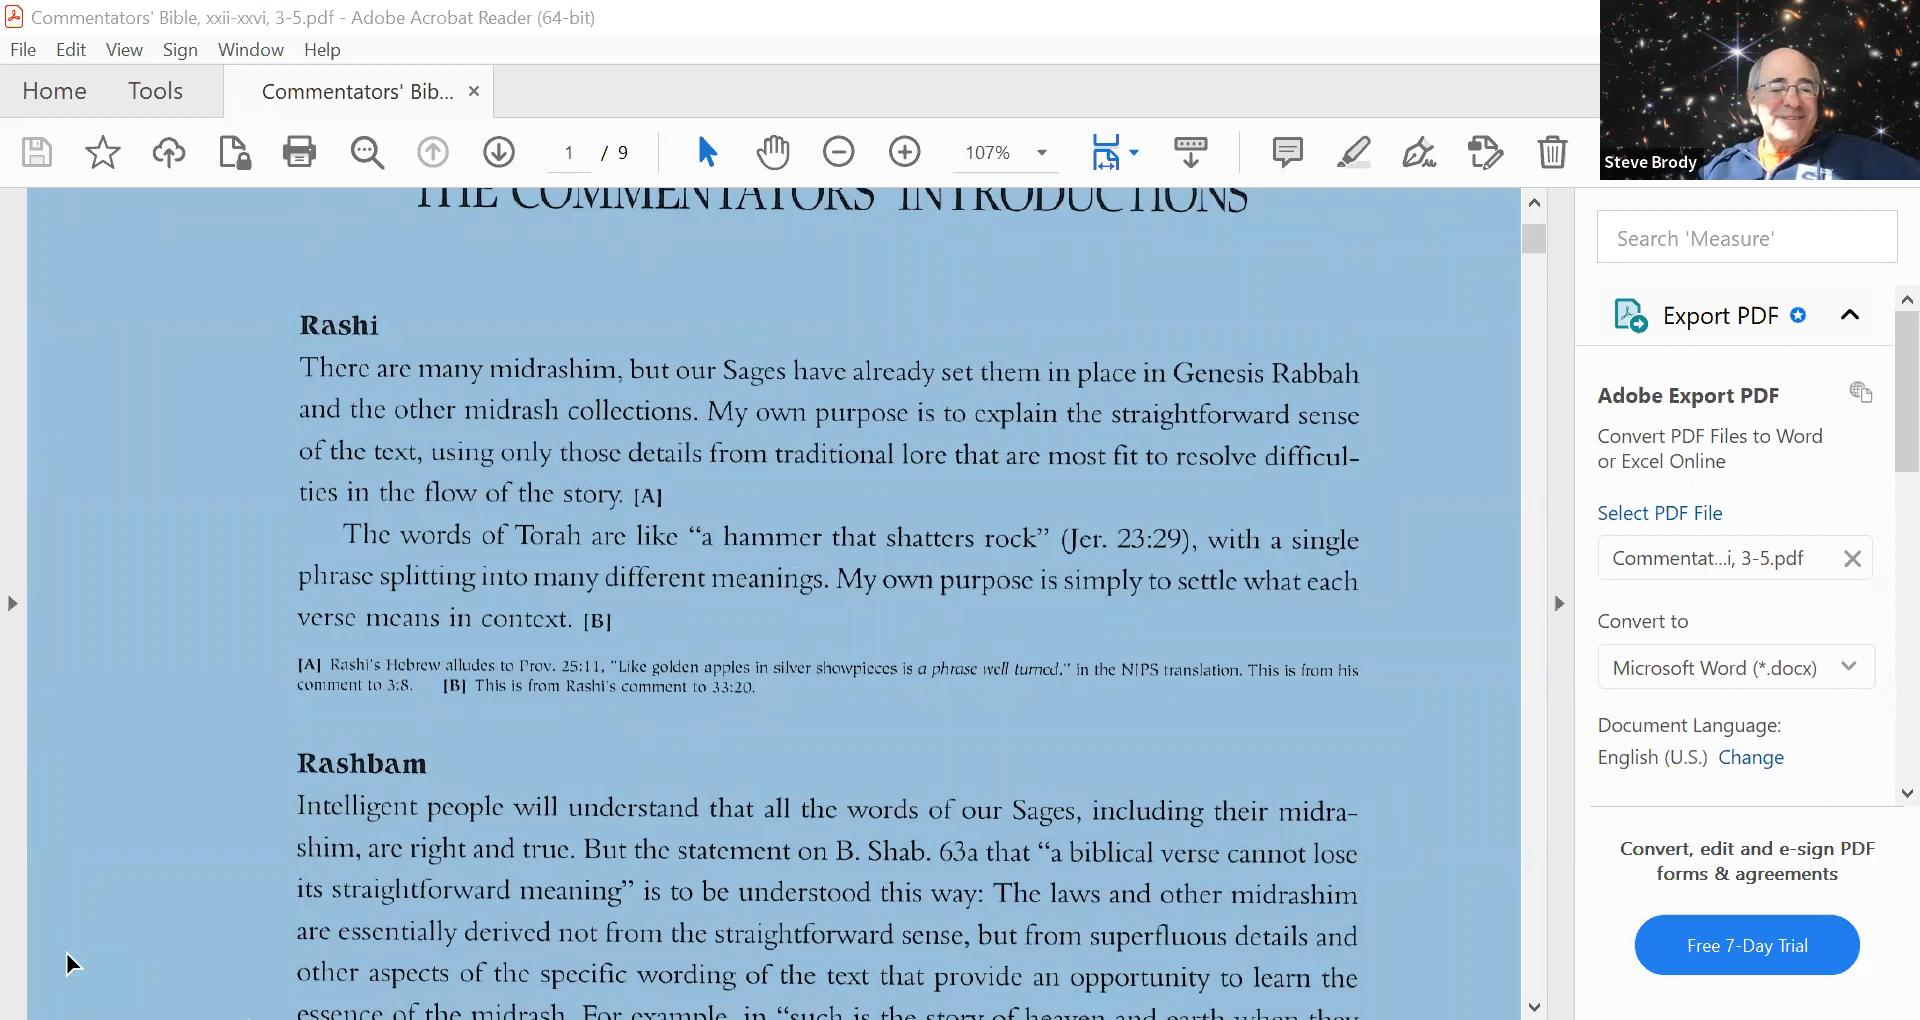 Commentators' Bible, xxii-xxvi, 3-5.pdf - Adobe Acrobat Reader (64-bit)
File Edit View Sign Window Help
Home Tools Commentators' Bib... ×
1 / 9 107%
Steve Brody
THE COMMENTATORS' INTRODUCTIONS
Rashi
There are many midrashim, but our Sages have already set them in place in Genesis Rabbah
and the other midrash collections. My own purpose is to explain the straightforward sense
of the text, using only those details from traditional lore that are most fit to resolve difficul-
ties in the flow of the story. [A]
The words of Torah are like “a hammer that shatters rock” (Jer. 23:29), with a single
phrase splitting into many different meanings. My own purpose is simply to settle what each
verse means in context. [B]
[A] Rashi's Hebrew alludes to Prov. 25:11, "Like golden apples in silver showpieces is a phrase well turned," in the NJPS translation. This is from his
comment to 3:8. [B] This is from Rashi's comment to 33:20.
Rashbam
Intelligent people will understand that all the words of our Sages, including their midra-
shim, are right and true. But the statement on B. Shab. 63a that “a biblical verse cannot lose
its straightforward meaning” is to be understood this way: The laws and other midrashim
are essentially derived not from the straightforward sense, but from superfluous details and
other aspects of the specific wording of the text that provide an opportunity to learn the
essence of the midrash. For example, in “such is the story of heaven and earth when they
Search 'Measure'
Export PDF
Adobe Export PDF
Convert PDF Files to Word
or Excel Online
Select PDF File
Commentat...i, 3-5.pdf
Convert to
Microsoft Word (*.docx)
Document Language:
English (U.S.) Change
Convert, edit and e-sign PDF
forms & agreements
Free 7-Day Trial